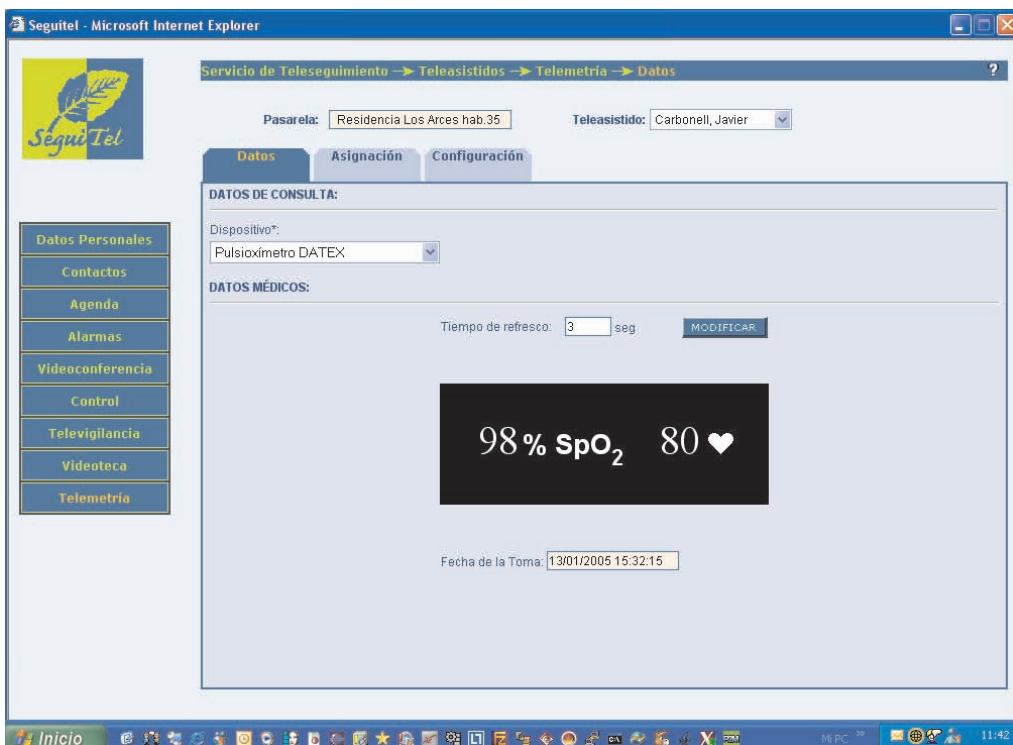 Seguitel - Microsoft Internet Explorer
SeguiTel
Servicio de Teleseguimiento → Teleasistidos → Telemetría → Datos ?
Pasarela: Residencia Los Arces hab.35 Teleasistido: Carbonell, Javier
Datos Asignación Configuración
DATOS DE CONSULTA:
Dispositivo*:
Pulsioxímetro DATEX
DATOS MÉDICOS:
Tiempo de refresco: 3 seg MODIFICAR
98 % SpO2 80 ♥
Fecha de la Toma: 13/01/2005 15:32:15
Datos Personales
Contactos
Agenda
Alarmas
Videoconferencia
Control
Televigilancia
Videoteca
Telemetría
Inicio Mi PC » 11:42